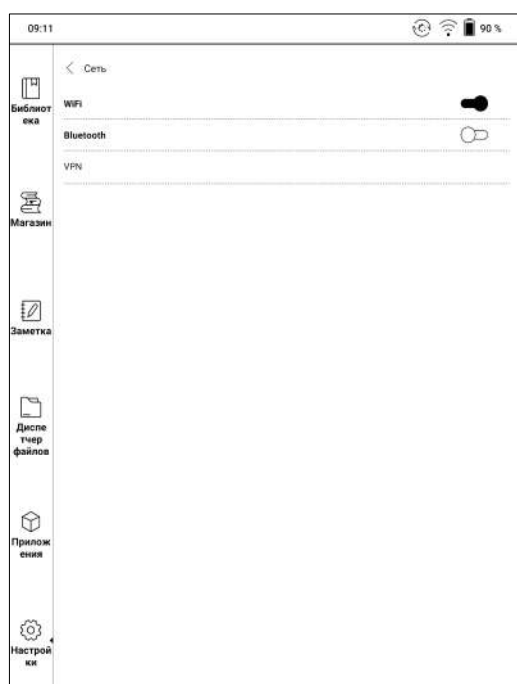 09:11
90 %
Сеть
WiFi
Bluetooth
VPN
Библиот
ека
Магазин
Заметка
Диспе
тчер
файлов
Прилож
ения
Настрой
ки